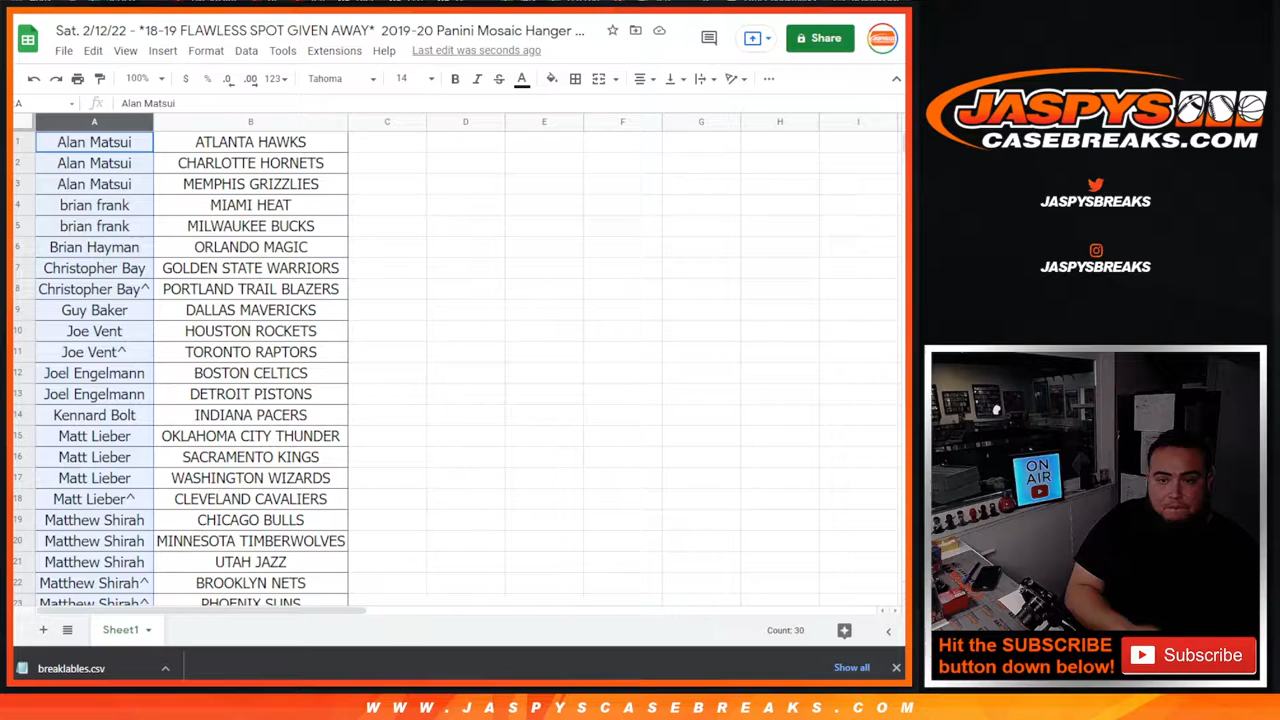 Sat. 2/12/22 - *18-19 FLAWLESS SPOT GIVEN AWAY* 2019-20 Panini Mosaic Hanger ...
Share
File Edit View Insert Format Data Tools Extensions Help Last edit was seconds ago
100% $ % .0 .00 123 Tahoma 14 B I S A
A fx Alan Matsui
A B C D E F G H I
1 Alan Matsui ATLANTA HAWKS
2 Alan Matsui CHARLOTTE HORNETS
3 Alan Matsui MEMPHIS GRIZZLIES
4 brian frank MIAMI HEAT
5 brian frank MILWAUKEE BUCKS
6 Brian Hayman ORLANDO MAGIC
7 Christopher Bay GOLDEN STATE WARRIORS
8 Christopher Bay^ PORTLAND TRAIL BLAZERS
9 Guy Baker DALLAS MAVERICKS
10 Joe Vent HOUSTON ROCKETS
11 Joe Vent^ TORONTO RAPTORS
12 Joel Engelmann BOSTON CELTICS
13 Joel Engelmann DETROIT PISTONS
14 Kennard Bolt INDIANA PACERS
15 Matt Lieber OKLAHOMA CITY THUNDER
16 Matt Lieber SACRAMENTO KINGS
17 Matt Lieber WASHINGTON WIZARDS
18 Matt Lieber^ CLEVELAND CAVALIERS
19 Matthew Shirah CHICAGO BULLS
20 Matthew Shirah MINNESOTA TIMBERWOLVES
21 Matthew Shirah UTAH JAZZ
22 Matthew Shirah^ BROOKLYN NETS
23 Matthew Shirah^ PHOENIX SUNS
Sheet1
Count: 30
breaklables.csv
Show all
JASPYS
CASEBREAKS.COM
JASPYSBREAKS
JASPYSBREAKS
ON
AIR
Hit the SUBSCRIBE
button down below!
Subscribe
WWW.JASPYSCASEBREAKS.COM